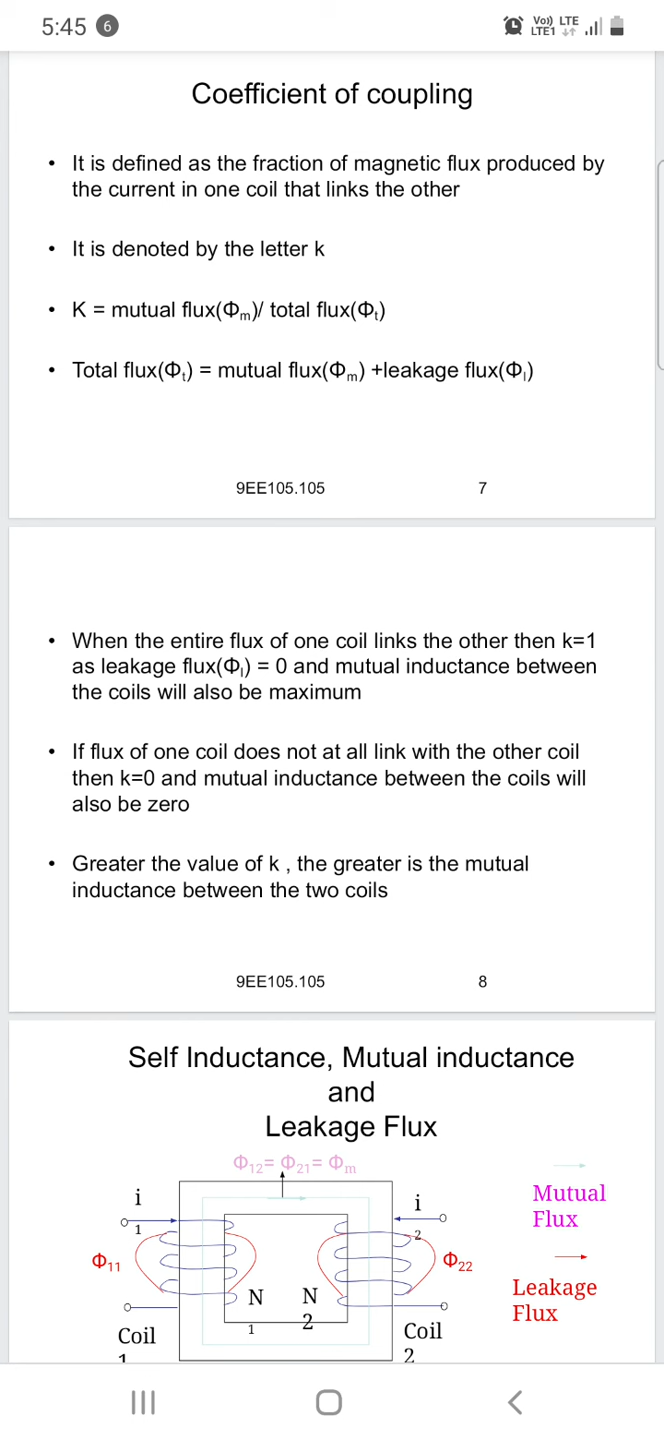 5:45 6 Vo)) LTE
LTE1
Coefficient of coupling
• It is defined as the fraction of magnetic flux produced by
the current in one coil that links the other
• It is denoted by the letter k
• K = mutual flux(Φₘ)/ total flux(Φₜ)
• Total flux(Φₜ) = mutual flux(Φₘ) +leakage flux(Φₗ)
9EE105.105 7
• When the entire flux of one coil links the other then k=1
as leakage flux(Φₗ) = 0 and mutual inductance between
the coils will also be maximum
• If flux of one coil does not at all link with the other coil
then k=0 and mutual inductance between the coils will
also be zero
• Greater the value of k , the greater is the mutual
inductance between the two coils
9EE105.105 8
Self Inductance, Mutual inductance
and
Leakage Flux
Φ₁₂= Φ₂₁= Φₘ
i
1
i
2
Φ₁₁
Φ₂₂
N
1
N
2
Coil
1
Coil
2
Mutual
Flux
Leakage
Flux